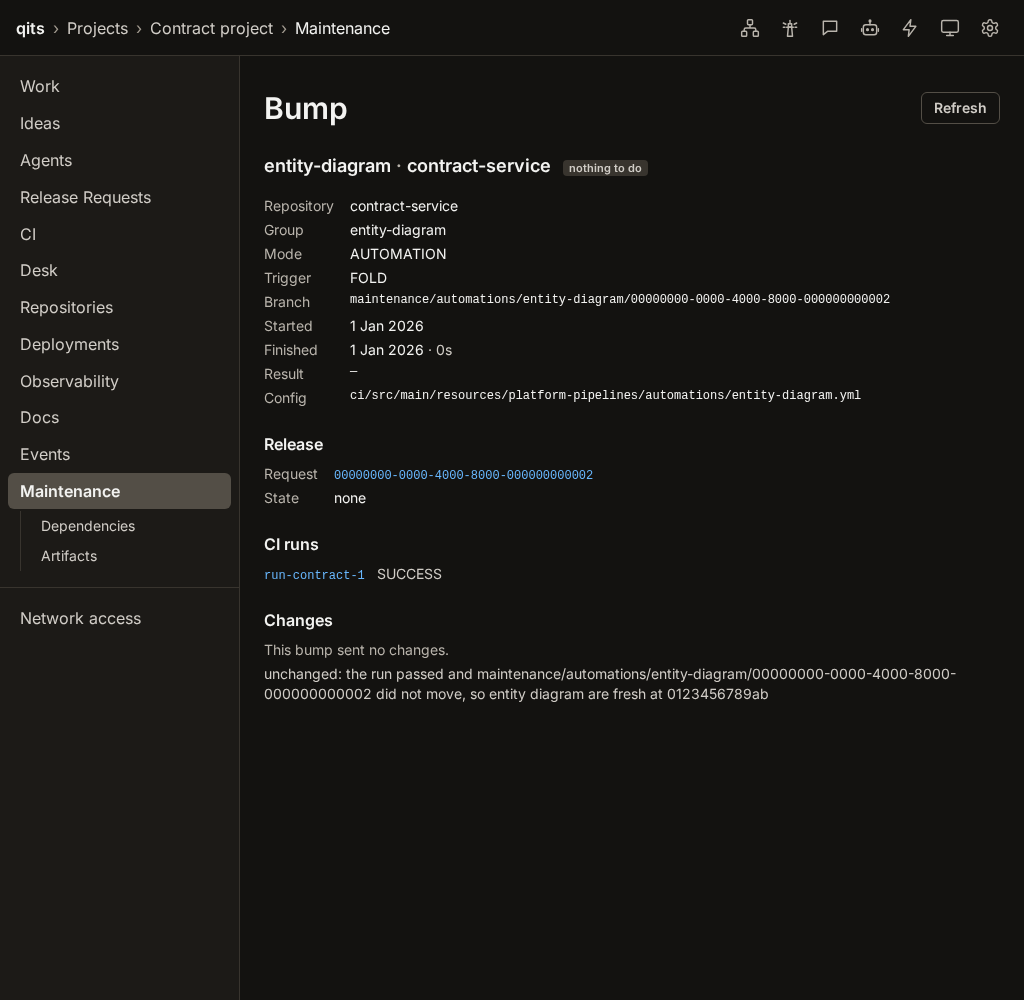 qits › Projects › Contract project › Maintenance
Work
Ideas
Agents
Release Requests
CI
Desk
Repositories
Deployments
Observability
Docs
Events
Maintenance
Dependencies
Artifacts
Network access
Bump
Refresh
entity-diagram · contract-service nothing to do
Repository contract-service
Group entity-diagram
Mode AUTOMATION
Trigger FOLD
Branch maintenance/automations/entity-diagram/00000000-0000-4000-8000-000000000002
Started 1 Jan 2026
Finished 1 Jan 2026 · 0s
Result —
Config ci/src/main/resources/platform-pipelines/automations/entity-diagram.yml
Release
Request 00000000-0000-4000-8000-000000000002
State none
CI runs
run-contract-1 SUCCESS
Changes
This bump sent no changes.
unchanged: the run passed and maintenance/automations/entity-diagram/00000000-0000-4000-8000-
000000000002 did not move, so entity diagram are fresh at 0123456789ab